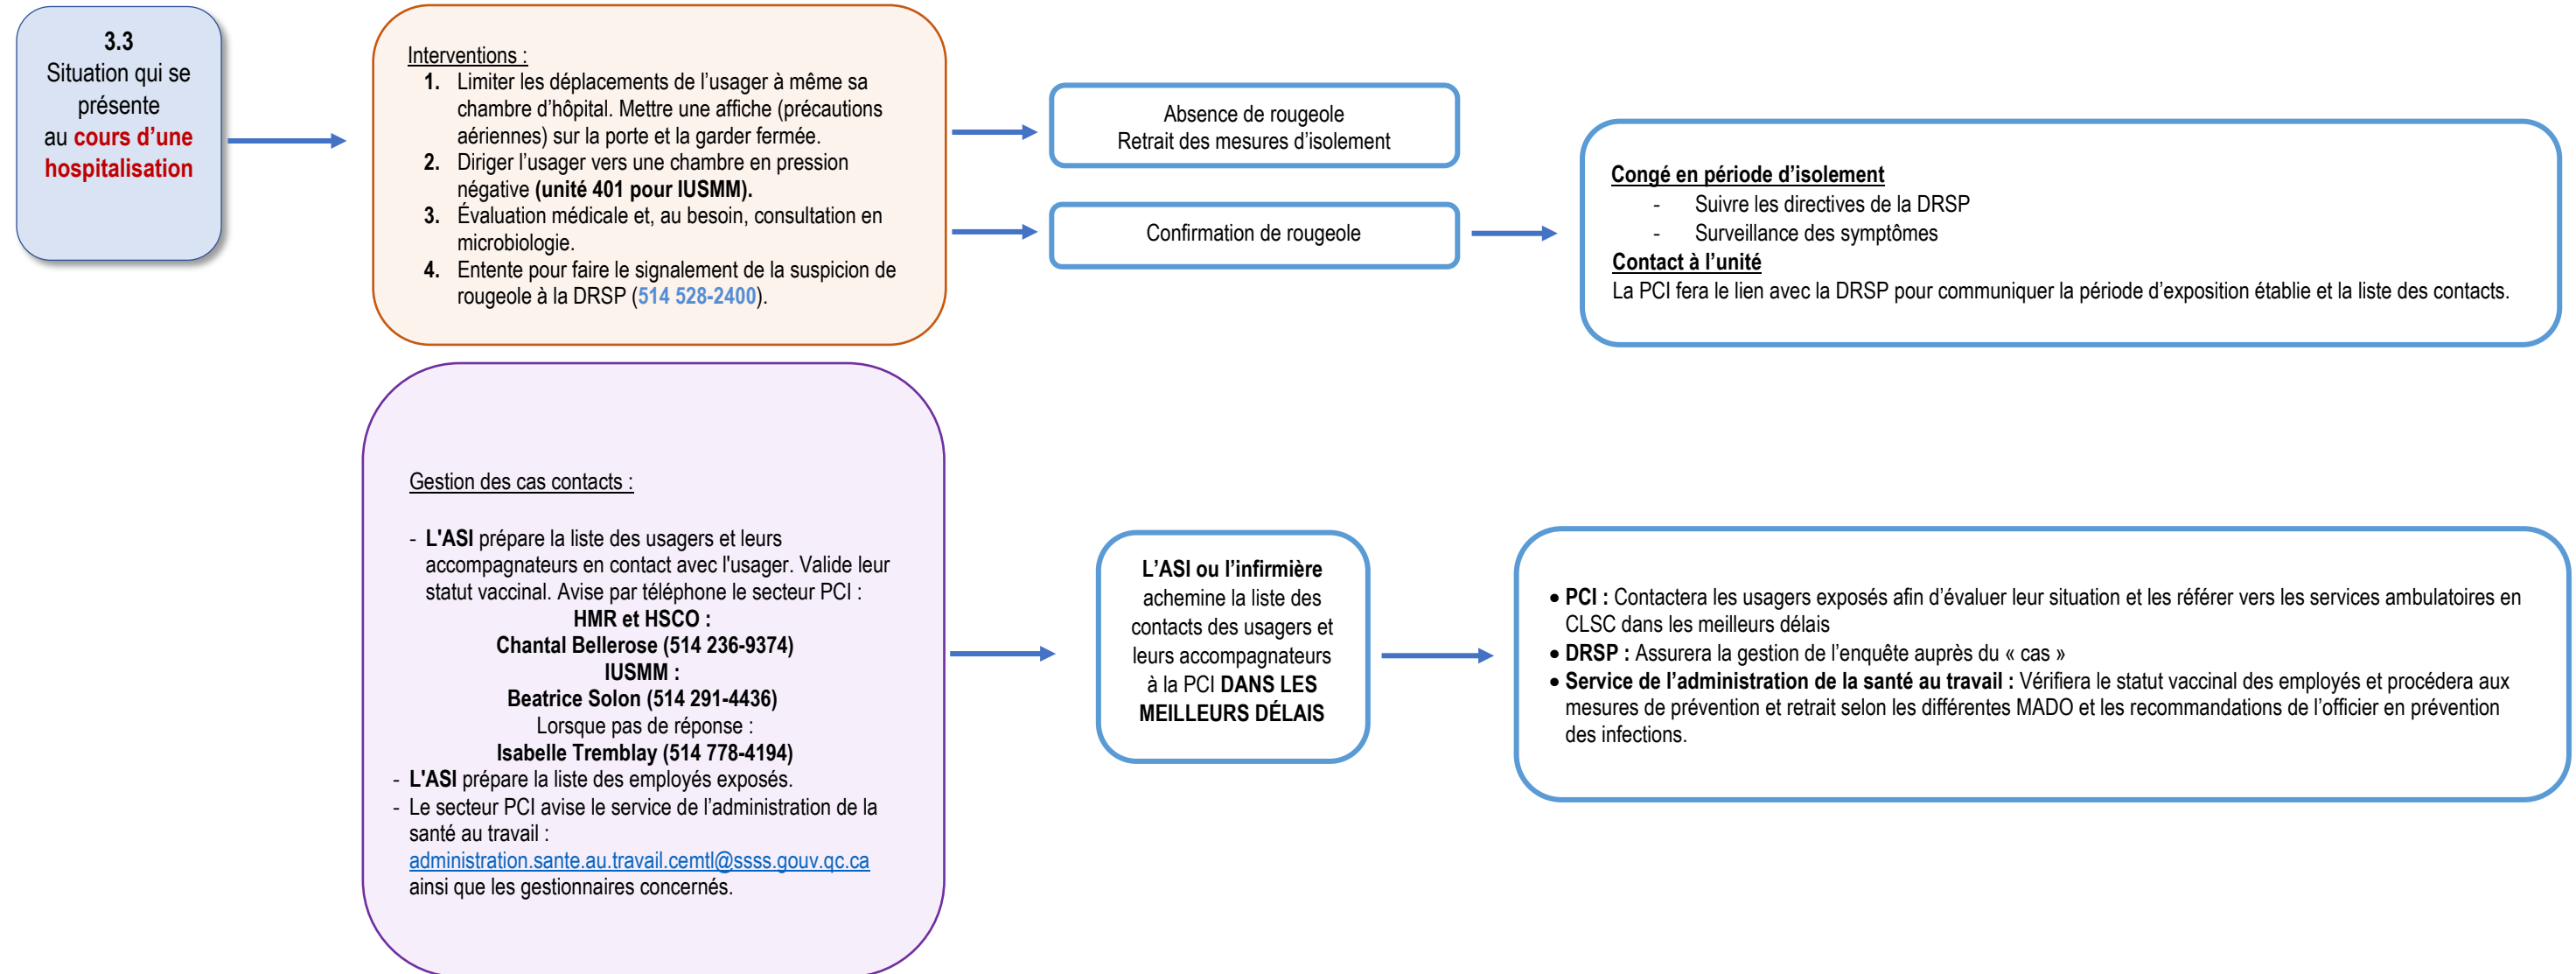 3.3
Situation qui se
présente
au cours d’une
hospitalisation
Interventions :
1. Limiter les déplacements de l’usager à même sa
chambre d’hôpital. Mettre une affiche (précautions
aériennes) sur la porte et la garder fermée.
2. Diriger l’usager vers une chambre en pression
négative (unité 401 pour IUSMM).
3. Évaluation médicale et, au besoin, consultation en
microbiologie.
4. Entente pour faire le signalement de la suspicion de
rougeole à la DRSP (514 528-2400).
Absence de rougeole
Retrait des mesures d’isolement
Confirmation de rougeole
Congé en période d’isolement
- Suivre les directives de la DRSP
- Surveillance des symptômes
Contact à l’unité
La PCI fera le lien avec la DRSP pour communiquer la période d’exposition établie et la liste des contacts.
Gestion des cas contacts :
- L'ASI prépare la liste des usagers et leurs
accompagnateurs en contact avec l'usager. Valide leur
statut vaccinal. Avise par téléphone le secteur PCI :
HMR et HSCO :
Chantal Bellerose (514 236-9374)
IUSMM :
Beatrice Solon (514 291-4436)
Lorsque pas de réponse :
Isabelle Tremblay (514 778-4194)
- L'ASI prépare la liste des employés exposés.
- Le secteur PCI avise le service de l’administration de la
santé au travail :
administration.sante.au.travail.cemtl@ssss.gouv.qc.ca
ainsi que les gestionnaires concernés.
L’ASI ou l’infirmière
achemine la liste des
contacts des usagers et
leurs accompagnateurs
à la PCI DANS LES
MEILLEURS DÉLAIS
• PCI : Contactera les usagers exposés afin d’évaluer leur situation et les référer vers les services ambulatoires en
CLSC dans les meilleurs délais
• DRSP : Assurera la gestion de l’enquête auprès du « cas »
• Service de l’administration de la santé au travail : Vérifiera le statut vaccinal des employés et procédera aux
mesures de prévention et retrait selon les différentes MADO et les recommandations de l’officier en prévention
des infections.